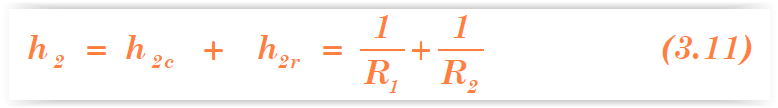 h₂ = h₂c + h₂r = 1/R₁ + 1/R₂ (3.11)